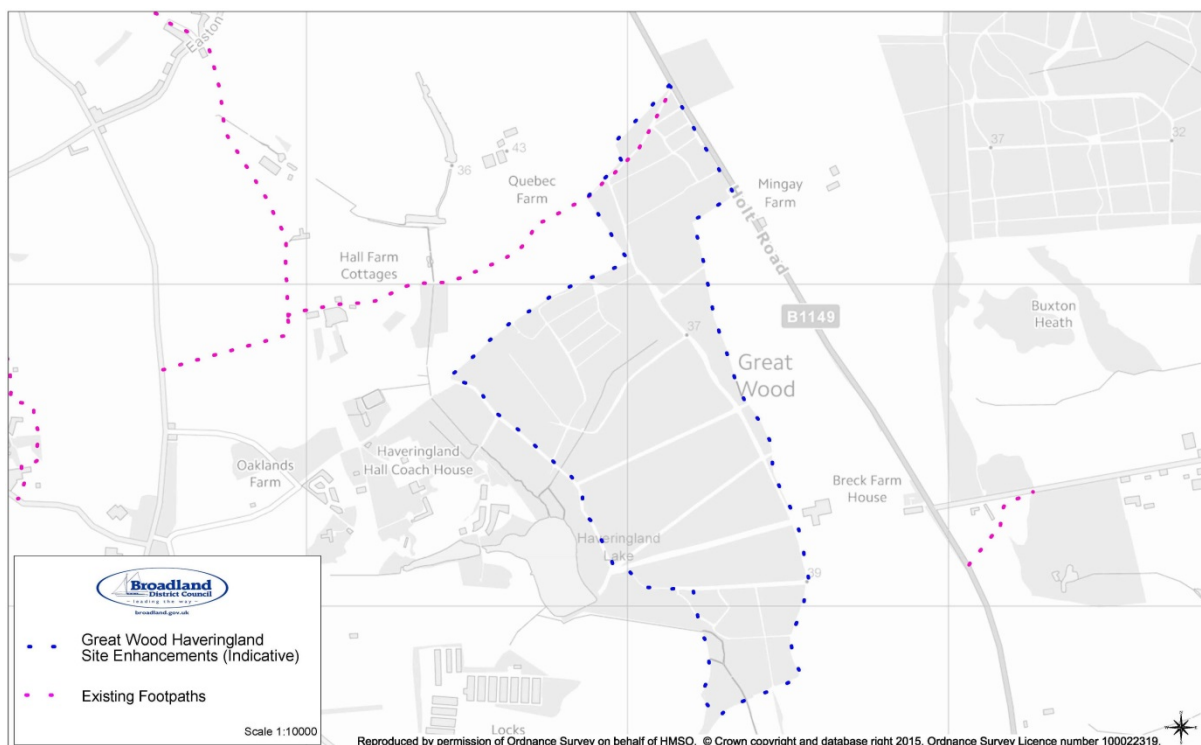 Easton
37
32
43
36
Quebec
Farm
Mingay
Farm
Holt Road
Hall Farm
Cottages
B1149
Buxton
Heath
37
Great
Wood
Haveringland
Hall Coach House
Oaklands
Farm
Breck Farm
House
Haveringland
Lake
39
Broadland
District Council
leading the way
broadland.gov.uk
Great Wood Haveringland
Site Enhancements (Indicative)
Existing Footpaths
Scale 1:10000
Locks
Reproduced by permission of Ordnance Survey on behalf of HMSO. © Crown copyright and database right 2015. Ordnance Survey Licence number 100022319.